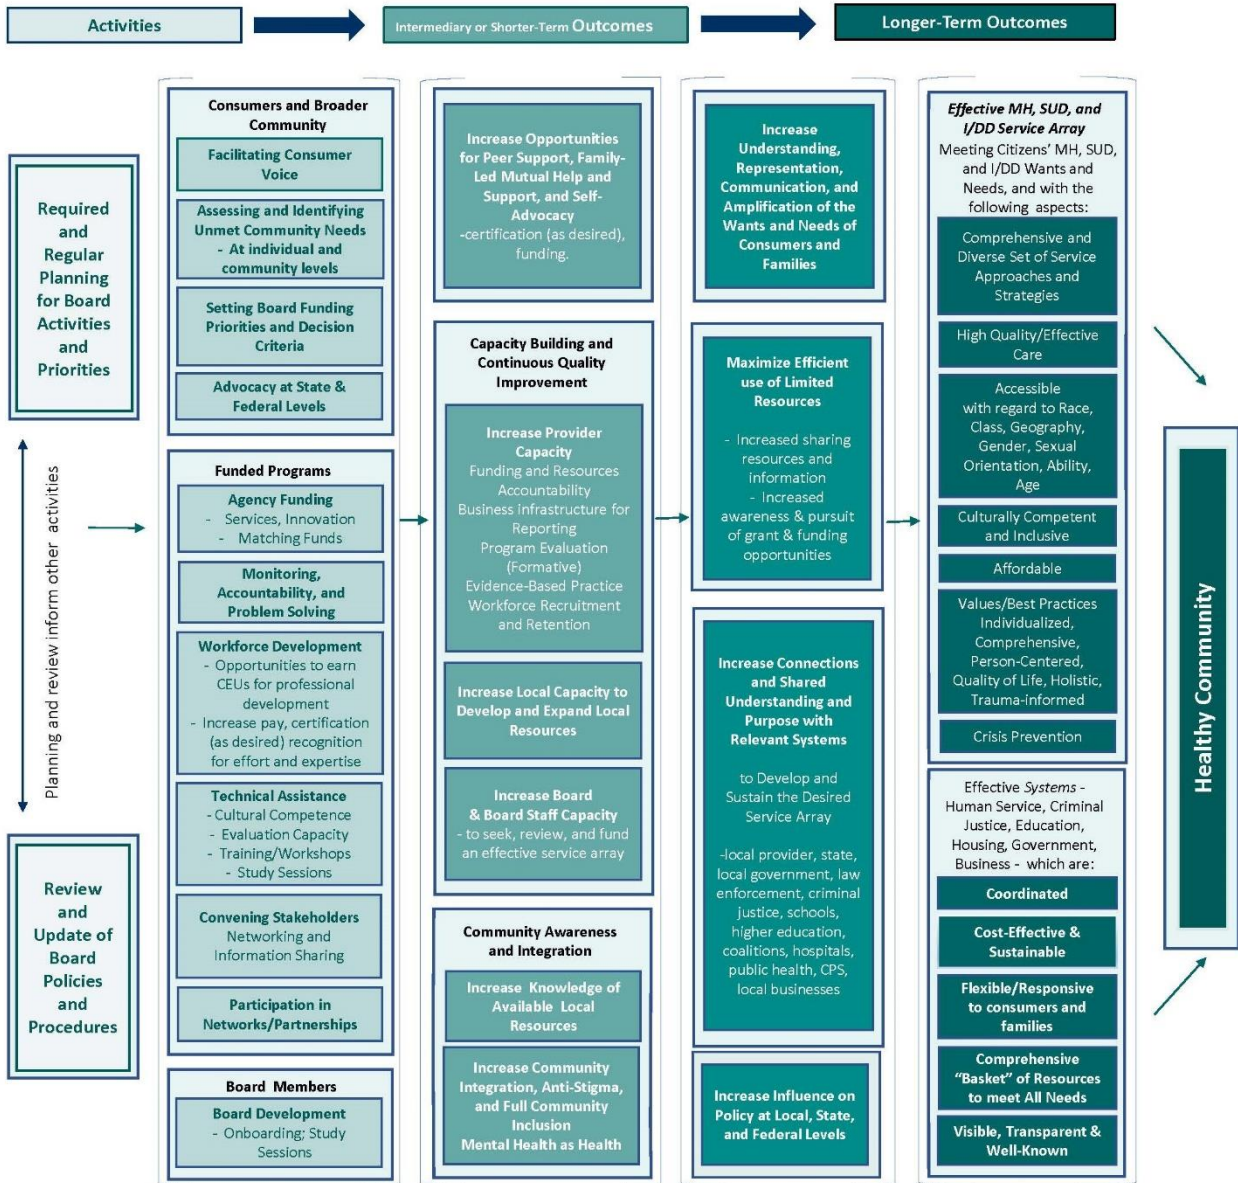 Activities
Intermediary or Shorter-Term Outcomes
Longer-Term Outcomes
Required
and
Regular
Planning
for Board
Activities
and
Priorities
Planning and review inform other activities
Review
and
Update of
Board
Policies
and
Procedures
Consumers and Broader
Community
Facilitating Consumer
Voice
Assessing and Identifying
Unmet Community Needs
- At individual and
community levels
Setting Board Funding
Priorities and Decision
Criteria
Advocacy at State &
Federal Levels
Funded Programs
Agency Funding
- Services, Innovation
- Matching Funds
Monitoring,
Accountability, and
Problem Solving
Workforce Development
- Opportunities to earn
CEUs for professional
development
- Increase pay, certification
(as desired) recognition
for effort and expertise
Technical Assistance
- Cultural Competence
- Evaluation Capacity
- Training/Workshops
- Study Sessions
Convening Stakeholders
Networking and
Information Sharing
Participation in
Networks/Partnerships
Board Members
Board Development
- Onboarding; Study
Sessions
Increase Opportunities
for Peer Support, Family-
Led Mutual Help and
Support, and Self-
Advocacy
-certification (as desired),
funding.
Capacity Building and
Continuous Quality
Improvement
Increase Provider
Capacity
Funding and Resources
Accountability
Business infrastructure for
Reporting
Program Evaluation
(Formative)
Evidence-Based Practice
Workforce Recruitment
and Retention
Increase Local Capacity to
Develop and Expand Local
Resources
Increase Board
& Board Staff Capacity
- to seek, review, and fund
an effective service array
Community Awareness
and Integration
Increase Knowledge of
Available Local
Resources
Increase Community
Integration, Anti-Stigma,
and Full Community
Inclusion
Mental Health as Health
Increase
Understanding,
Representation,
Communication, and
Amplification of the
Wants and Needs of
Consumers and
Families
Maximize Efficient
use of Limited
Resources
- Increased sharing
resources and
information
- Increased
awareness & pursuit
of grant & funding
opportunities
Increase Connections
and Shared
Understanding and
Purpose with
Relevant Systems
to Develop and
Sustain the Desired
Service Array
-local provider, state,
local government, law
enforcement, criminal
justice, schools,
higher education,
coalitions, hospitals,
public health, CPS,
local businesses
Increase Influence on
Policy at Local, State,
and Federal Levels
Effective MH, SUD, and
I/DD Service Array
Meeting Citizens' MH, SUD,
and I/DD Wants and
Needs, and with the
following aspects:
Comprehensive and
Diverse Set of Service
Approaches and
Strategies
High Quality/Effective
Care
Accessible
with regard to Race,
Class, Geography,
Gender, Sexual
Orientation, Ability,
Age
Culturally Competent
and Inclusive
Affordable
Values/Best Practices
Individualized,
Comprehensive,
Person-Centered,
Quality of Life, Holistic,
Trauma-informed
Crisis Prevention
Effective Systems -
Human Service, Criminal
Justice, Education,
Housing, Government,
Business - which are:
Coordinated
Cost-Effective &
Sustainable
Flexible/Responsive
to consumers and
families
Comprehensive
"Basket" of Resources
to meet All Needs
Visible, Transparent &
Well-Known
Healthy Community